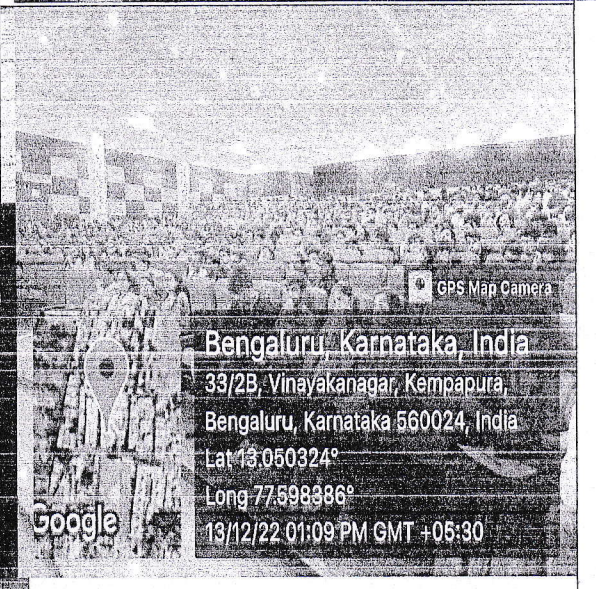 GPS Map Camera
Bengaluru, Karnataka, India
33/2B, Vinayakanagar, Kempapura,
Bengaluru, Karnataka 560024, India
Lat 13.050324°
Long 77.598386°
Google
13/12/22 01:09 PM GMT +05:30